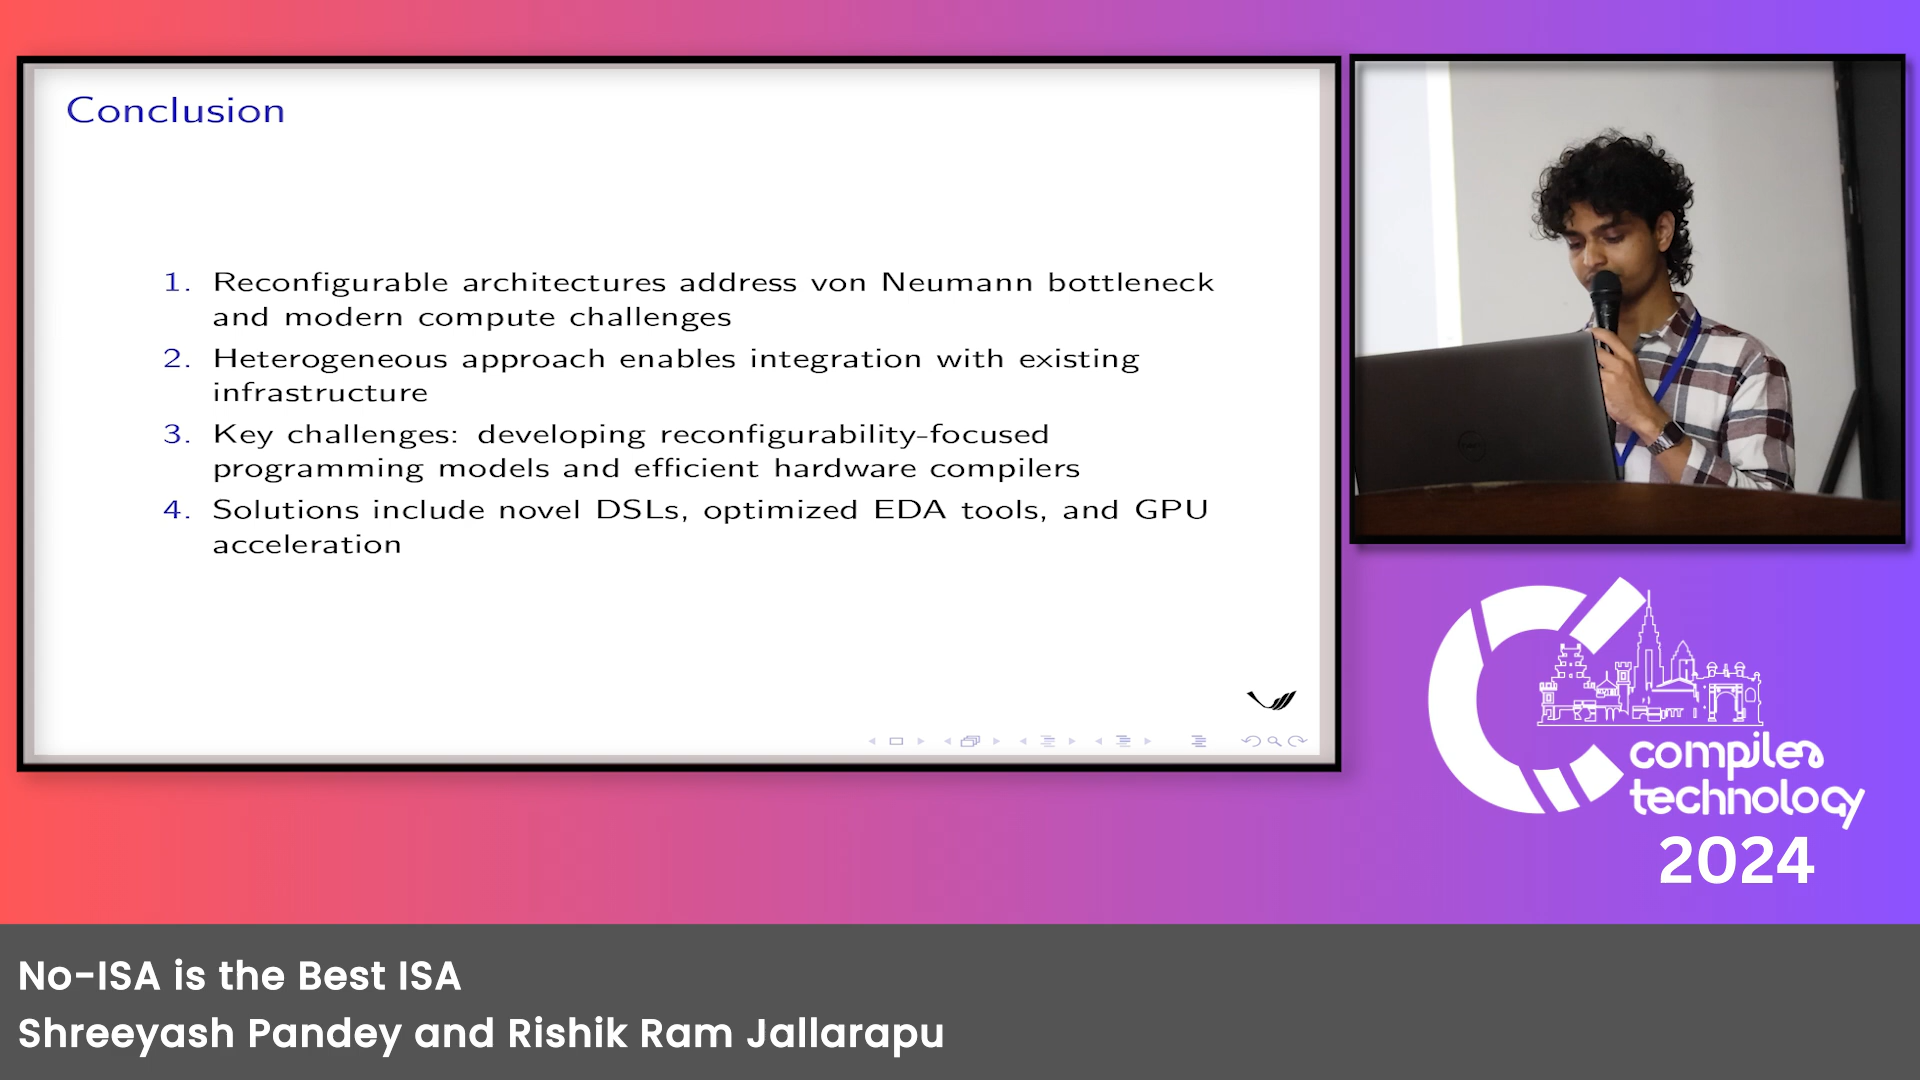 Conclusion
1. Reconfigurable architectures address von Neumann bottleneck
and modern compute challenges
2. Heterogeneous approach enables integration with existing
infrastructure
3. Key challenges: developing reconfigurability-focused
programming models and efficient hardware compilers
4. Solutions include novel DSLs, optimized EDA tools, and GPU
acceleration
compiler
technology
2024
No-ISA is the Best ISA
Shreeyash Pandey and Rishik Ram Jallarapu